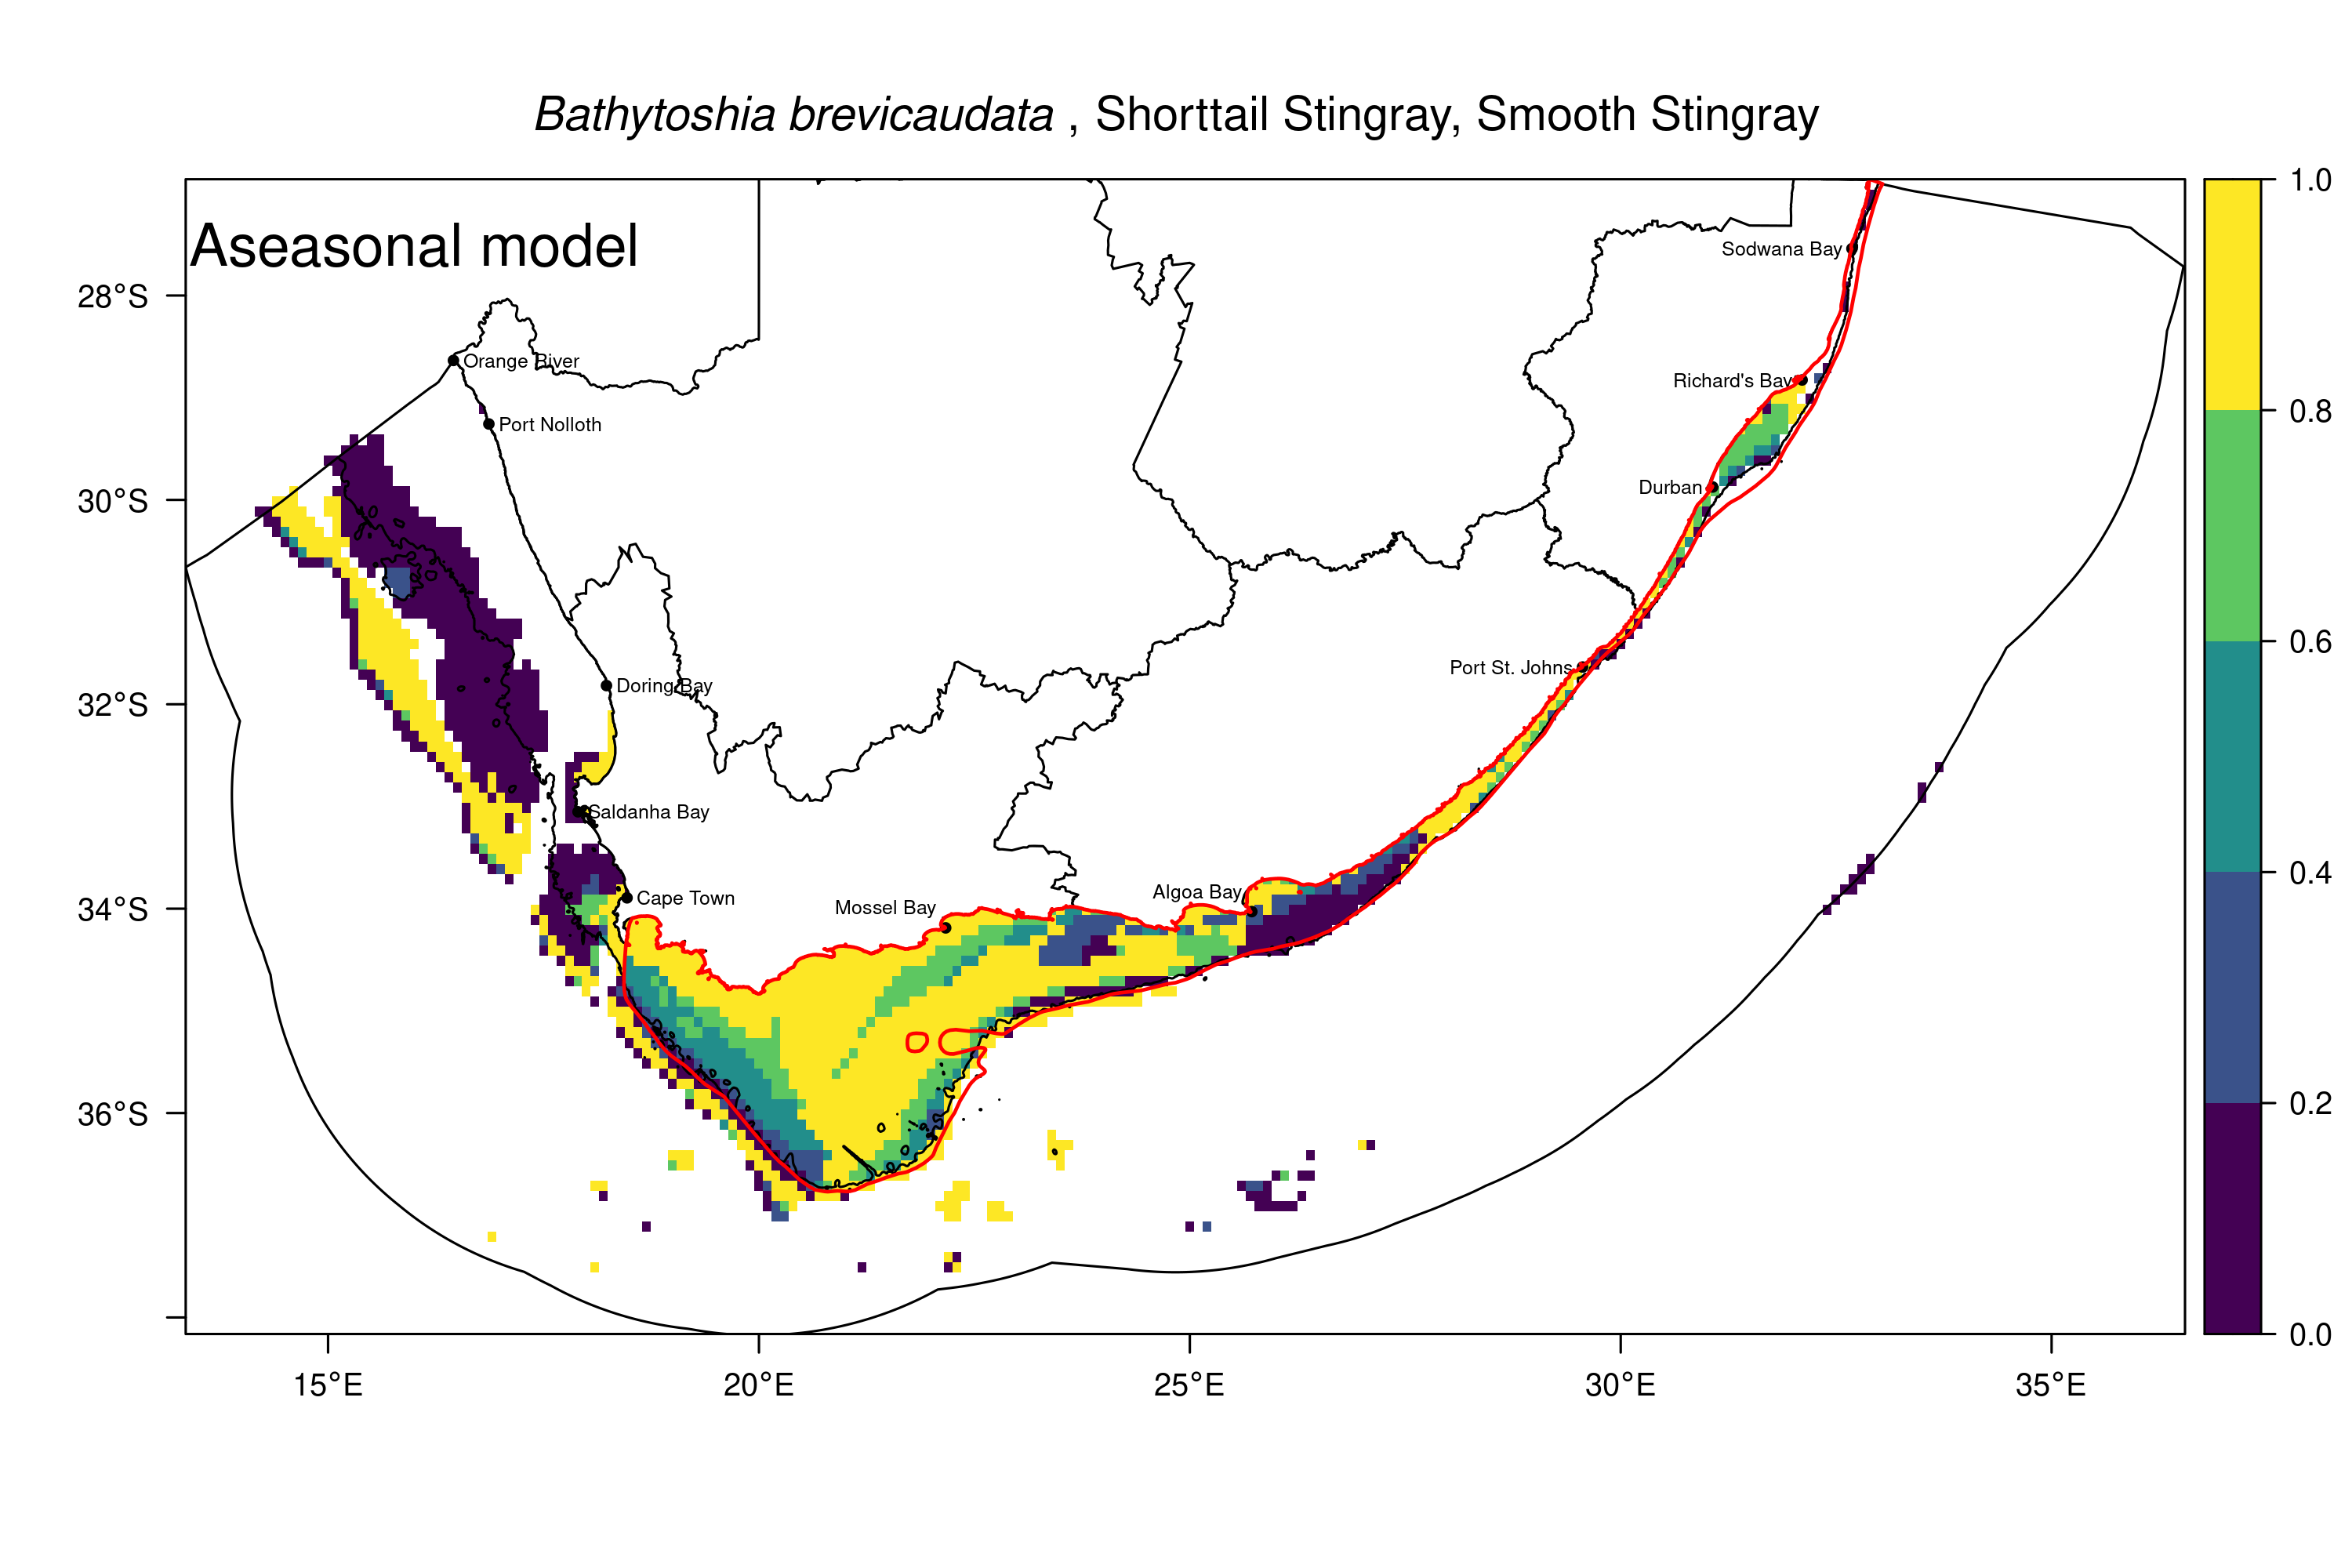 Bathytoshia brevicaudata , Shorttail Stingray, Smooth Stingray
Aseasonal model
1.0
0.8
0.6
0.4
0.2
0.0
28°S
30°S
32°S
34°S
36°S
Sodwana Bay
Orange River
Richard's Bay
Port Nolloth
Durban
Port St. Johns
Doring Bay
Saldanha Bay
Cape Town
Algoa Bay
Mossel Bay
15°E
20°E
25°E
30°E
35°E